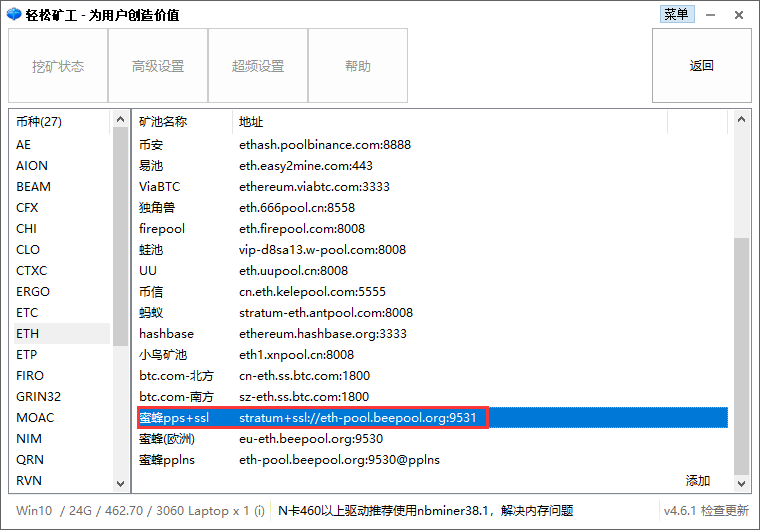 轻松矿工 - 为用户创造价值 菜单
挖矿状态 高级设置 超频设置 帮助 返回
币种(27) 矿池名称 地址
AE 币安 ethash.poolbinance.com:8888
AION 易池 eth.easy2mine.com:443
BEAM ViaBTC ethereum.viabtc.com:3333
CFX 独角兽 eth.666pool.cn:8558
CHI firepool eth.firepool.com:8008
CLO 蛙池 vip-d8sa13.w-pool.com:8008
CTXC UU eth.uupool.cn:8008
ERGO 币信 cn.eth.kelepool.com:5555
ETC 蚂蚁 stratum-eth.antpool.com:8008
ETH hashbase ethereum.hashbase.org:3333
ETP 小鸟矿池 eth1.xnpool.cn:8008
FIRO btc.com-北方 cn-eth.ss.btc.com:1800
GRIN32 btc.com-南方 sz-eth.ss.btc.com:1800
MOAC 蜜蜂pps+ssl stratum+ssl://eth-pool.beepool.org:9531
NIM 蜜蜂(欧洲) eu-eth.beepool.org:9530
QRN 蜜蜂pplns eth-pool.beepool.org:9530@pplns
RVN 添加
Win10 / 24G / 462.70 / 3060 Laptop x 1 (i) N卡460以上驱动推荐使用nbminer38.1，解决内存问题 v4.6.1 检查更新